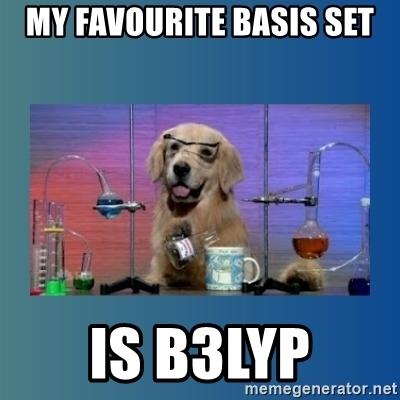 MY FAVOURITE BASIS SET
IS B3LYP
memegenerator.net